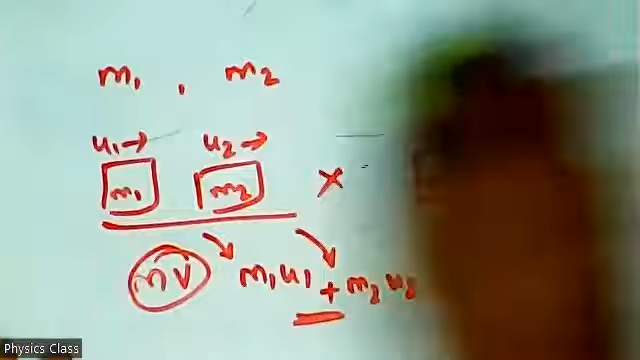 m₁ , m₂
u₁→ u₂→
m₁ m₂ ×
mv m₁u₁ + m₂u₂
Physics Class